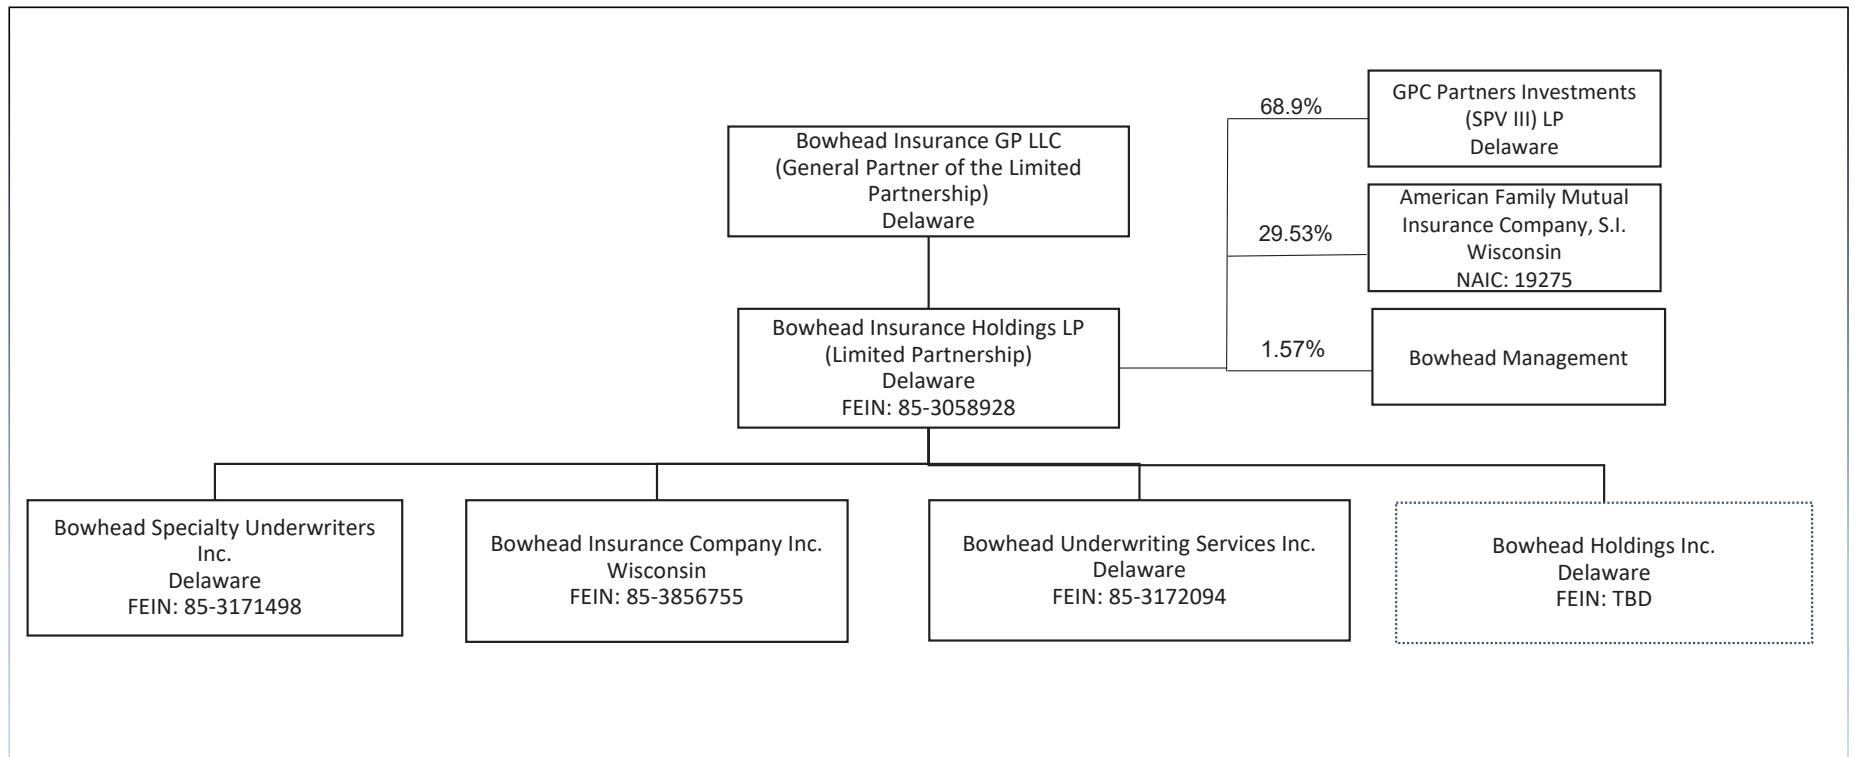 Bowhead Insurance GP LLC
(General Partner of the Limited
Partnership)
Delaware
68.9%
GPC Partners Investments
(SPV III) LP
Delaware
29.53%
American Family Mutual
Insurance Company, S.I.
Wisconsin
NAIC: 19275
Bowhead Insurance Holdings LP
(Limited Partnership)
Delaware
FEIN: 85-3058928
1.57%
Bowhead Management
Bowhead Specialty Underwriters
Inc.
Delaware
FEIN: 85-3171498
Bowhead Insurance Company Inc.
Wisconsin
FEIN: 85-3856755
Bowhead Underwriting Services Inc.
Delaware
FEIN: 85-3172094
Bowhead Holdings Inc.
Delaware
FEIN: TBD